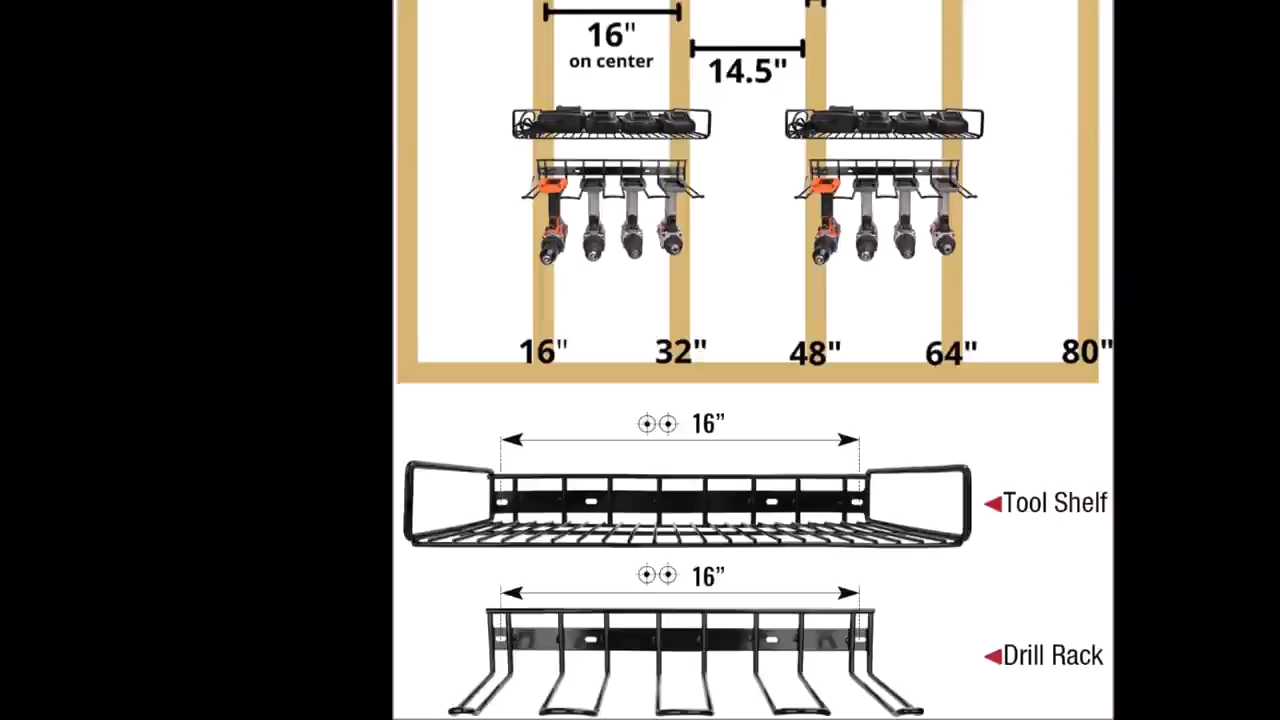 16"
on center
14.5"
16" 32" 48" 64" 80"
16”
Tool Shelf
16”
Drill Rack